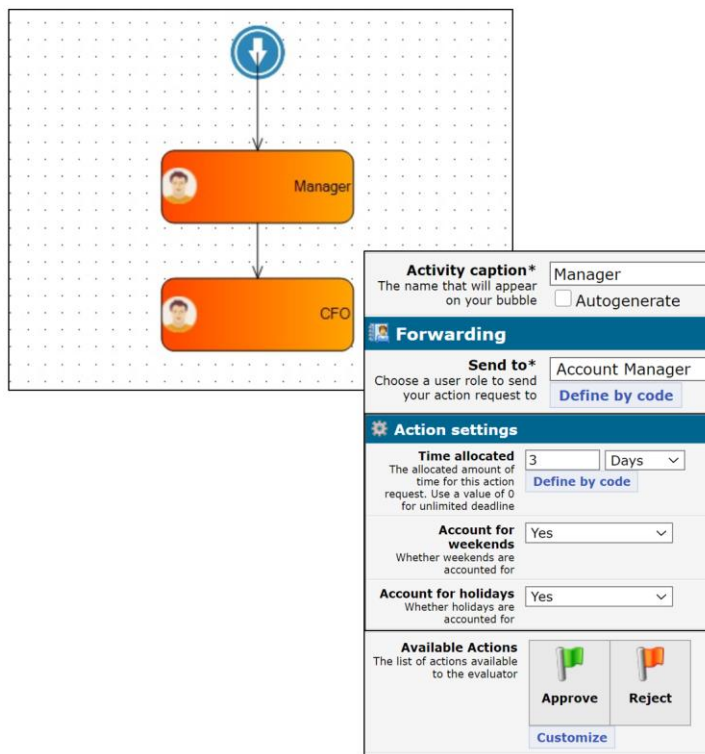 Manager
CFO
Activity caption*
The name that will appear
on your bubble
Manager
Autogenerate
Forwarding
Send to*
Choose a user role to send
your action request to
Account Manager
Define by code
Action settings
Time allocated
The allocated amount of
time for this action
request. Use a value of 0
for unlimited deadline
3
Days
Define by code
Account for
weekends
Whether weekends are
accounted for
Yes
Account for holidays
Whether holidays are
accounted for
Yes
Available Actions
The list of actions available
to the evaluator
Approve
Reject
Customize